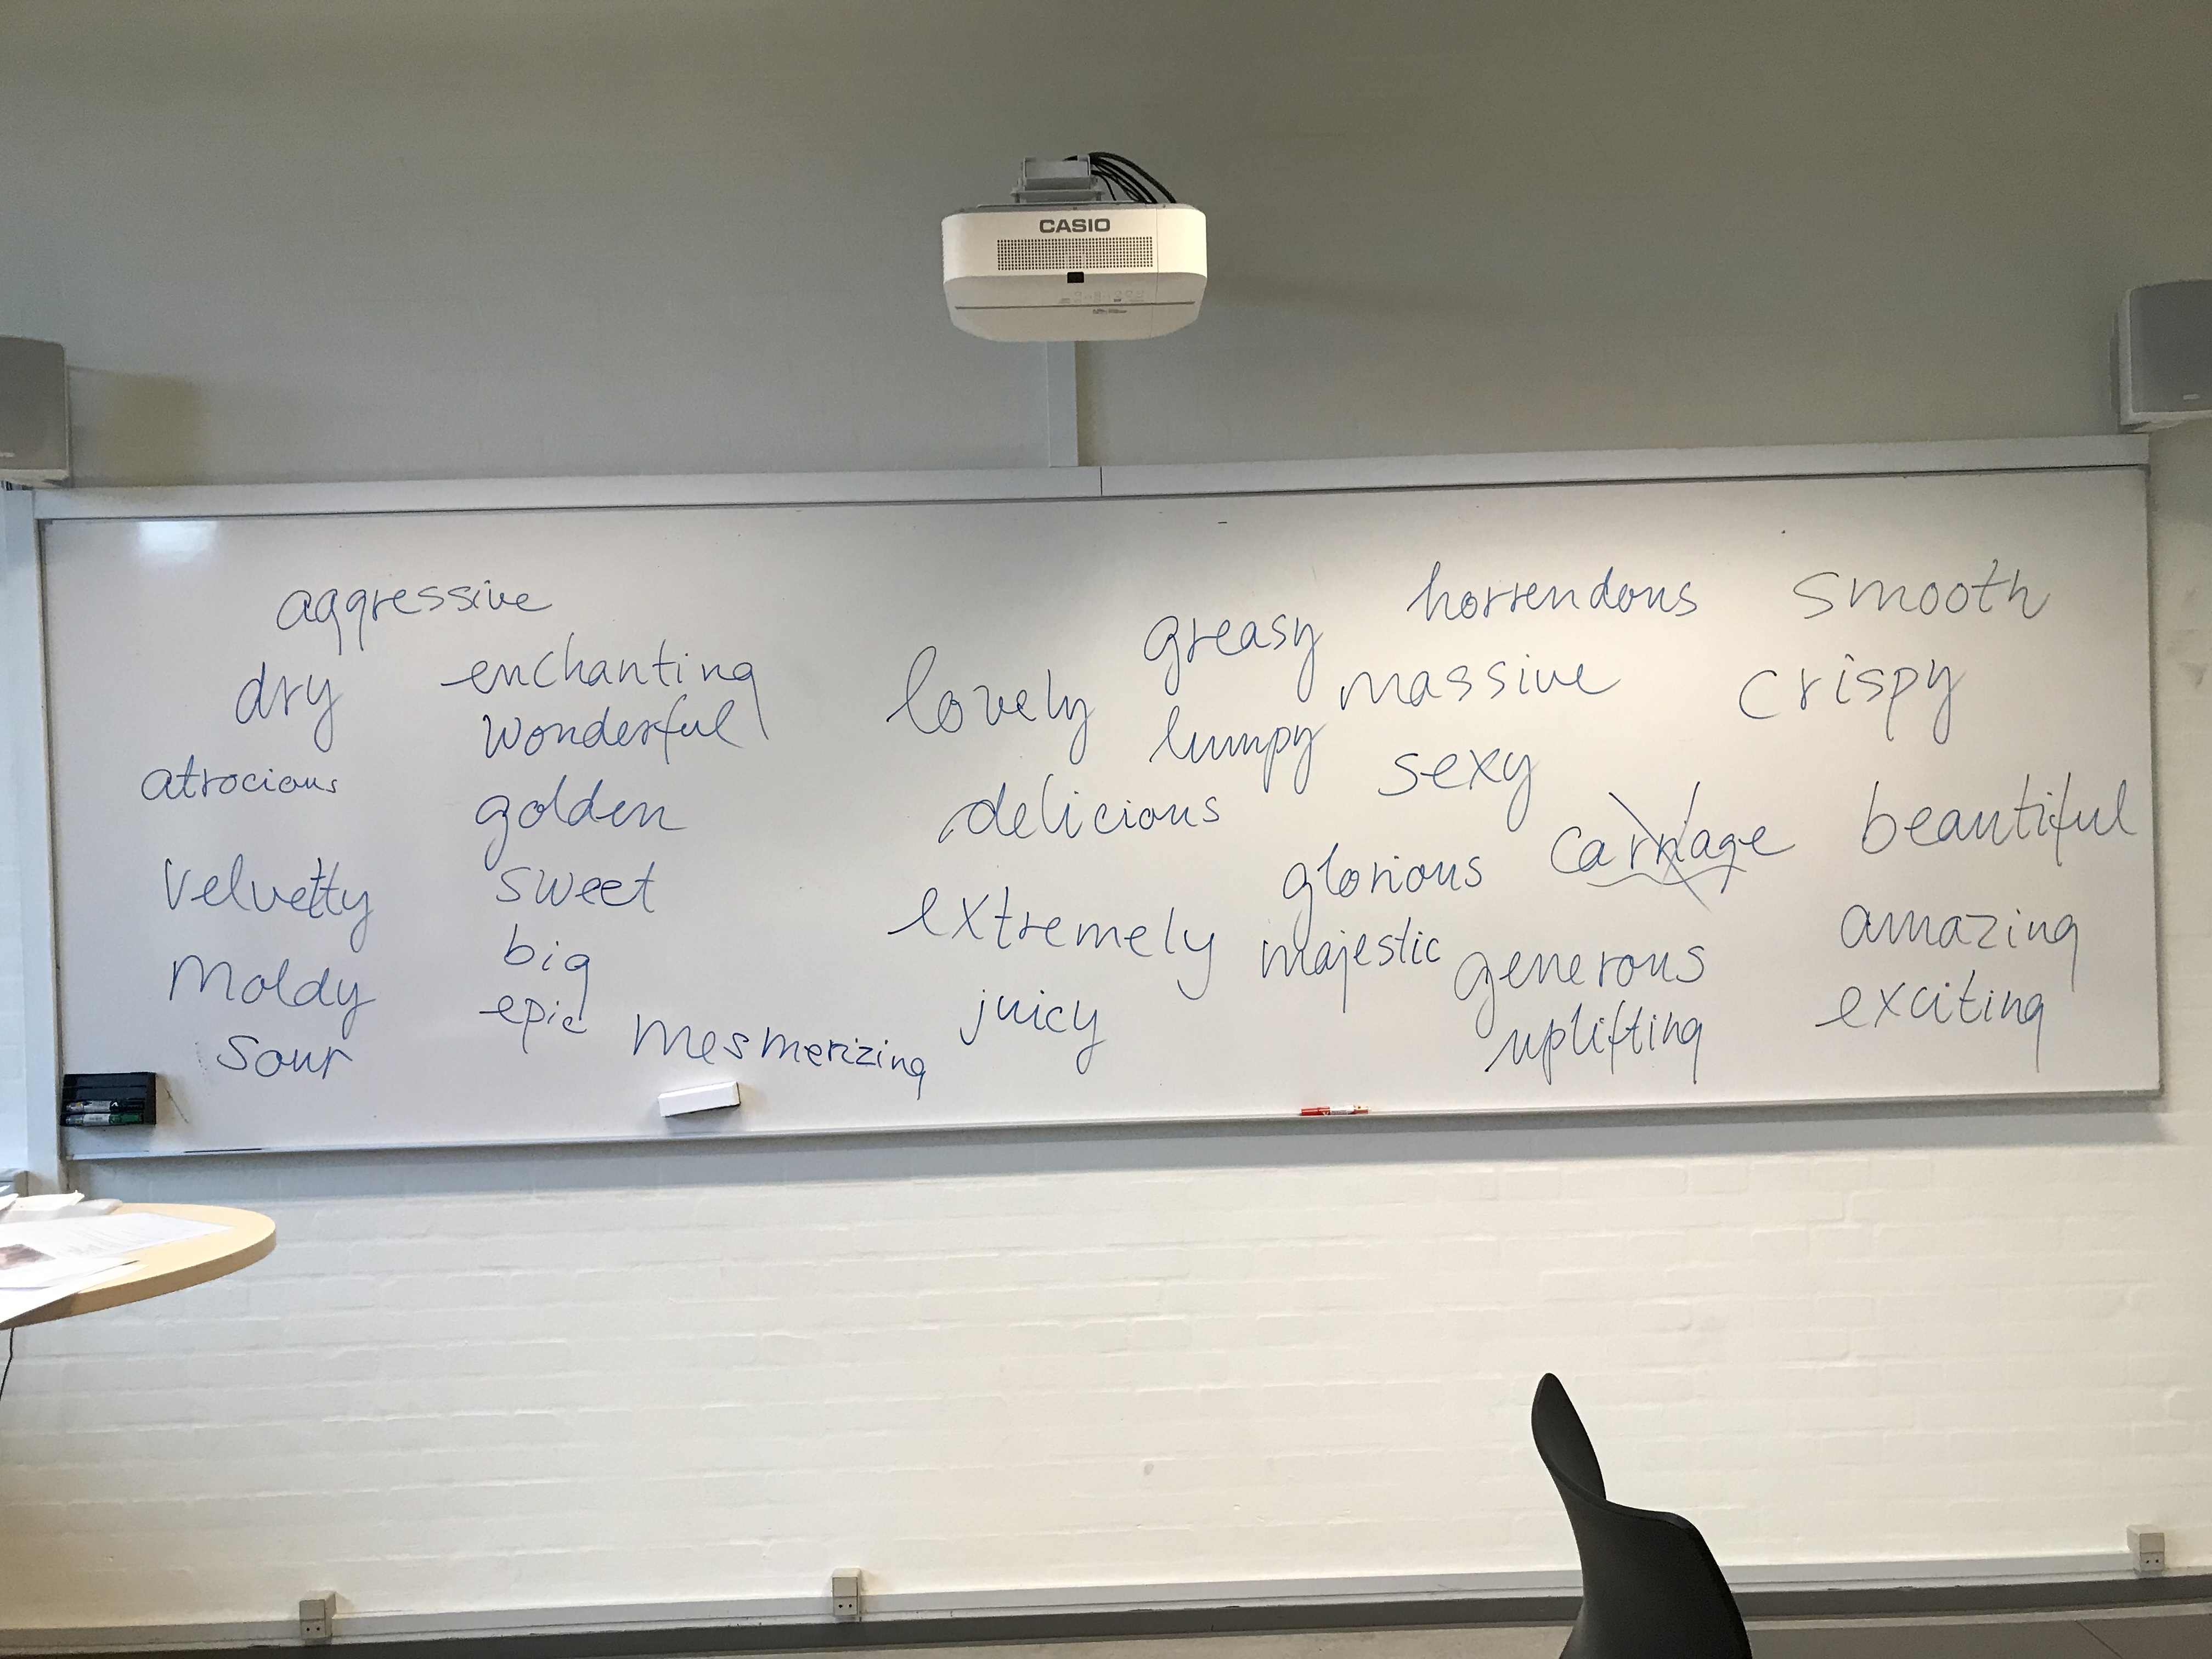 CASIO
aggressive
dry
atrocious
velvetty
Moldy
sour
enchanting
wonderful
golden
sweet
big
epic
mesmerizing
lovely
delicious
extremely
juicy
greasy
lumpy
horrendous
massive
sexy
glorious
majestic
carriage
generous
uplifting
smooth
crispy
beautiful
amazing
exciting